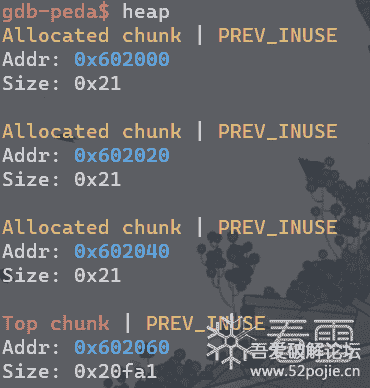 gdb-peda$ heap
Allocated chunk | PREV_INUSE
Addr: 0x602000
Size: 0x21
Allocated chunk | PREV_INUSE
Addr: 0x602020
Size: 0x21
Allocated chunk | PREV_INUSE
Addr: 0x602040
Size: 0x21
Top chunk | PREV_INUSE
Addr: 0x602060
Size: 0x20fa1
看雪
吾爱破解论坛
www.52pojie.cn